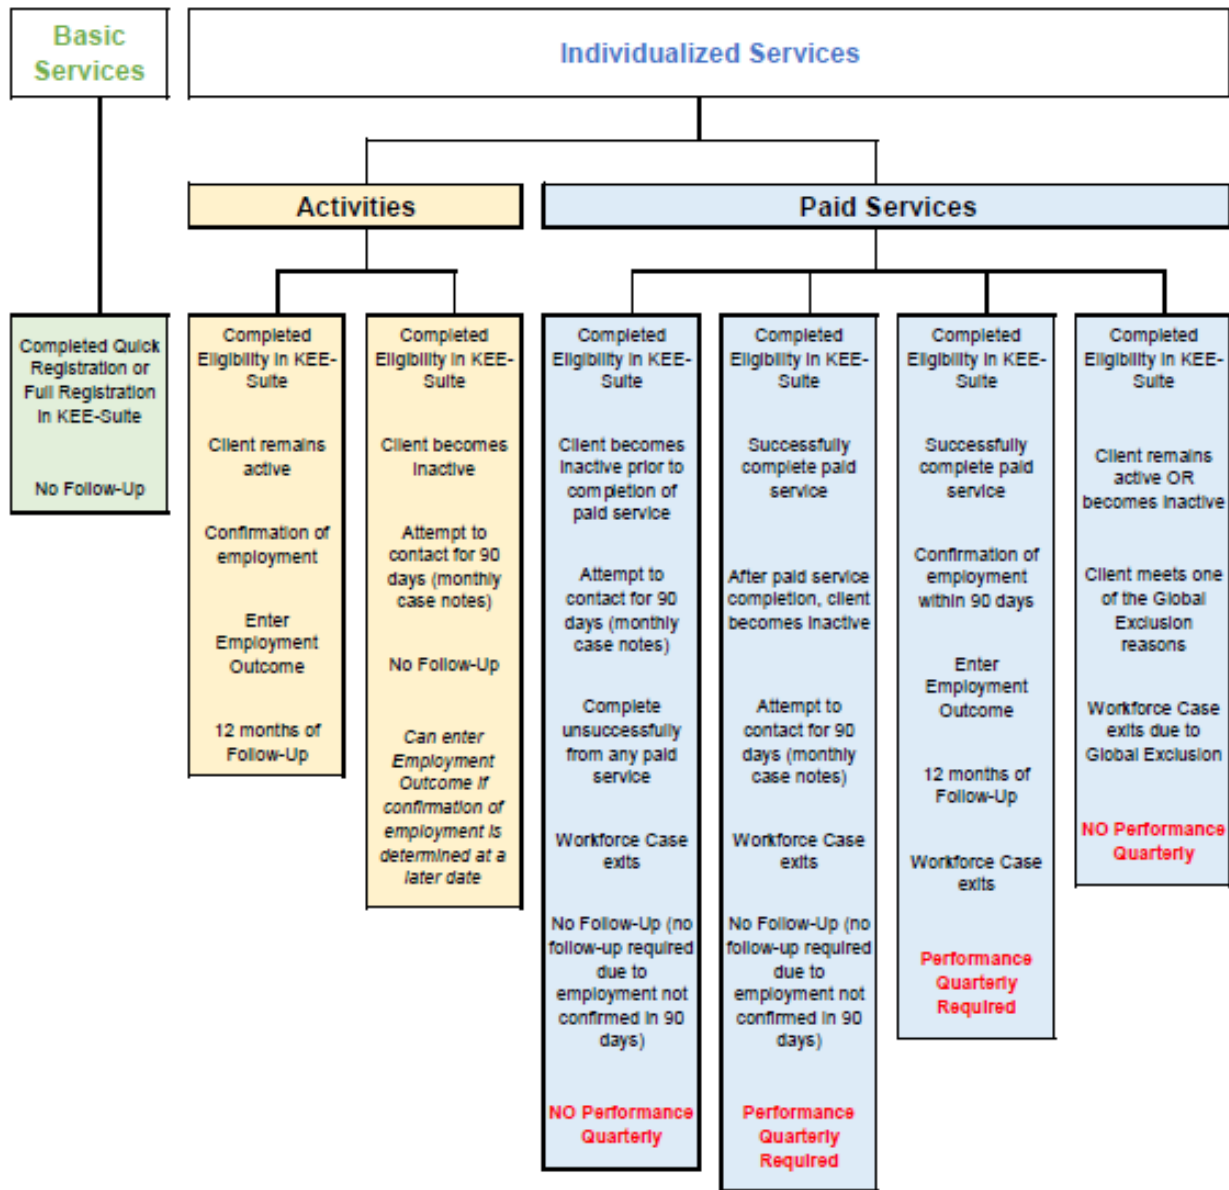 Basic
Services
Individualized Services
Activities
Paid Services
Completed Quick
Registration or
Full Registration
in KEE-Suite
No Follow-Up
Completed
Eligibility in KEE-
Suite
Client remains
active
Confirmation of
employment
Enter
Employment
Outcome
12 months of
Follow-Up
Completed
Eligibility in KEE-
Suite
Client becomes
inactive
Attempt to
contact for 90
days (monthly
case notes)
No Follow-Up
Can enter
Employment
Outcome if
confirmation of
employment is
determined at a
later date
Completed
Eligibility in KEE-
Suite
Client becomes
inactive prior to
completion of
paid service
Attempt to
contact for 90
days (monthly
case notes)
Complete
unsuccessfully
from any paid
service
Workforce Case
exits
No Follow-Up (no
follow-up required
due to
employment not
confirmed in 90
days)
NO Performance
Quarterly
Completed
Eligibility in KEE-
Suite
Successfully
complete paid
service
After paid service
completion, client
becomes inactive
Attempt to
contact for 90
days (monthly
case notes)
Workforce Case
exits
No Follow-Up (no
follow-up required
due to
employment not
confirmed in 90
days)
Performance
Quarterly
Required
Completed
Eligibility in KEE-
Suite
Successfully
complete paid
service
Confirmation of
employment
within 90 days
Enter
Employment
Outcome
12 months of
Follow-Up
Workforce Case
exits
Performance
Quarterly
Required
Completed
Eligibility in KEE-
Suite
Client remains
active OR
becomes inactive
Client meets one
of the Global
Exclusion
reasons
Workforce Case
exits due to
Global Exclusion
NO Performance
Quarterly